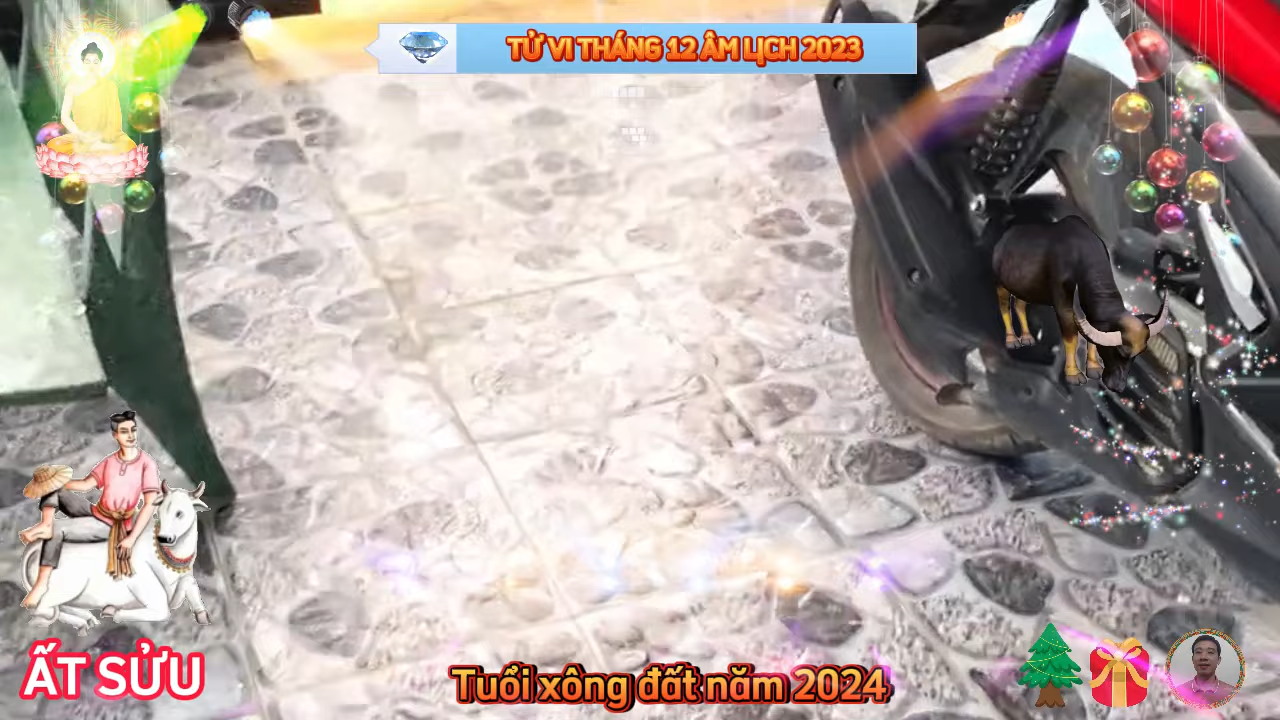 TỬ VI THÁNG 12 ÂM LỊCH 2023
ẤT SỬU
Tuổi xông đất năm 2024